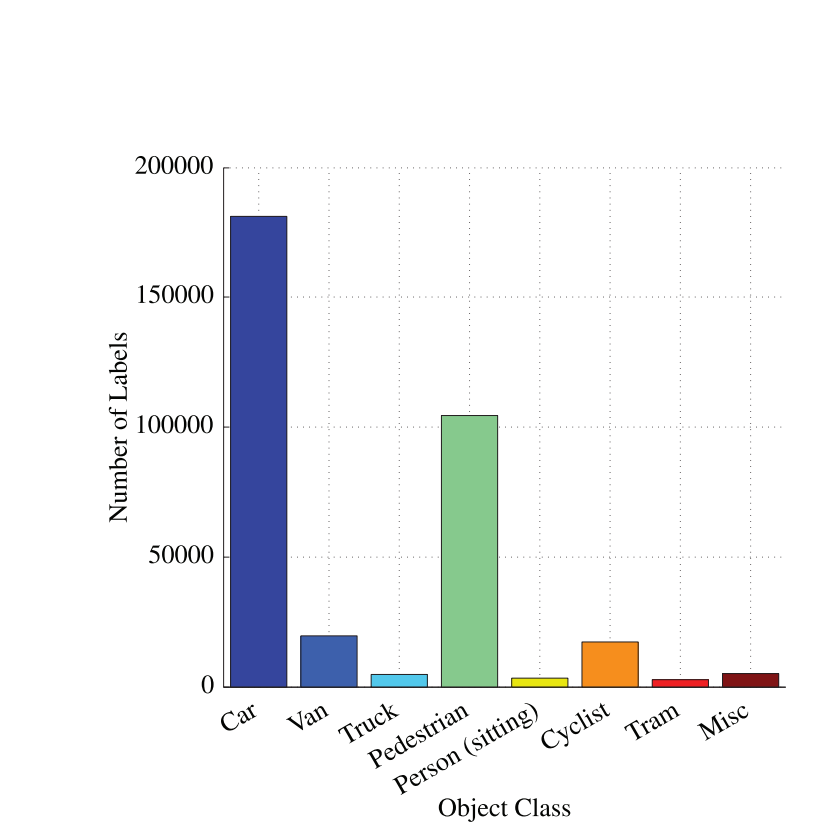 200000
150000
100000
50000
0
Number of Labels
Car
Van
Truck
Pedestrian
Person (sitting)
Cyclist
Tram
Misc
Object Class